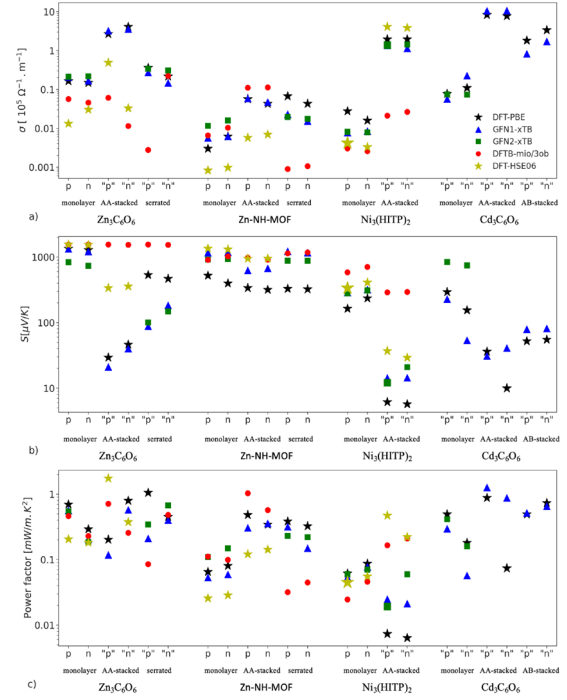 10
1
0.1
0.01
0.001
σ [ 10⁵ Ω⁻¹ . m⁻¹]
DFT-PBE
GFN1-xTB
GFN2-xTB
DFTB-mio/3ob
DFT-HSE06
p n "p" "n" "p" "n" p n p n p n p n "p" "n" p n "p" "n" "p" "n"
monolayer AA-stacked serrated monolayer AA-stacked serrated monolayer AA-stacked monolayer AA-stacked AB-stacked
a) Zn₃C₆O₆ Zn-NH-MOF Ni₃(HITP)₂ Cd₃C₆O₆
1000
100
10
S[μV/K]
p n "p" "n" "p" "n" p n p n p n p n "p" "n" p n "p" "n" "p" "n"
monolayer AA-stacked serrated monolayer AA-stacked serrated monolayer AA-stacked monolayer AA-stacked AB-stacked
b) Zn₃C₆O₆ Zn-NH-MOF Ni₃(HITP)₂ Cd₃C₆O₆
1
0.1
0.01
Power factor [mW/m.K²]
p n "p" "n" "p" "n" p n p n p n p n "p" "n" p n "p" "n" "p" "n"
monolayer AA-stacked serrated monolayer AA-stacked serrated monolayer AA-stacked monolayer AA-stacked AB-stacked
c) Zn₃C₆O₆ Zn-NH-MOF Ni₃(HITP)₂ Cd₃C₆O₆